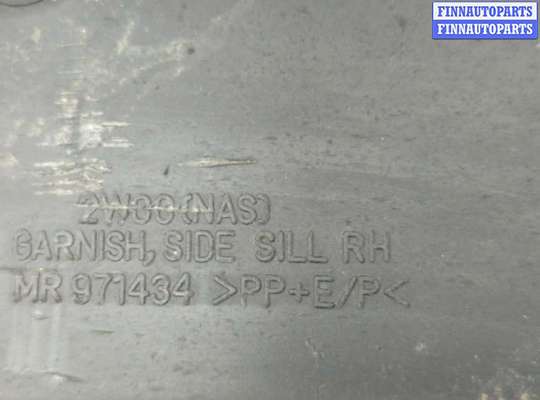 FINNAUTOPARTS
FINNAUTOPARTS
2W00(NAS)
GARNISH, SIDE SILL RH
MR 971434 >PP+E/P<